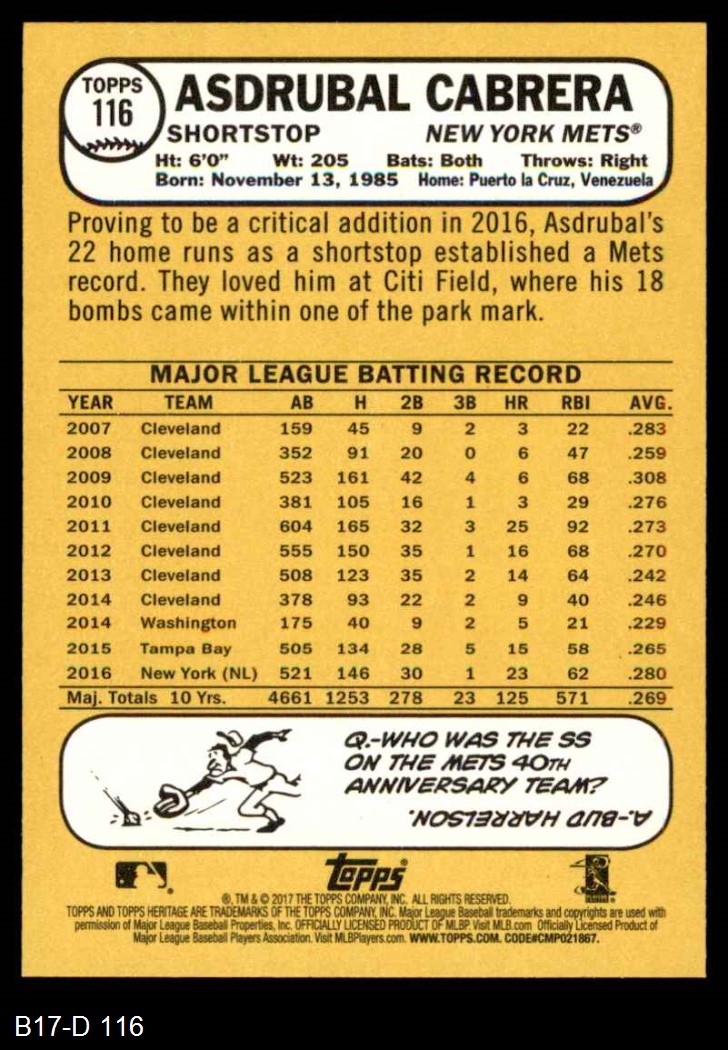 TOPPS
116
ASDRUBAL CABRERA
SHORTSTOP NEW YORK METS®
Ht: 6'0" Wt: 205 Bats: Both Throws: Right
Born: November 13, 1985 Home: Puerto la Cruz, Venezuela
Proving to be a critical addition in 2016, Asdrubal's
22 home runs as a shortstop established a Mets
record. They loved him at Citi Field, where his 18
bombs came within one of the park mark.
MAJOR LEAGUE BATTING RECORD
YEAR TEAM AB H 2B 3B HR RBI AVG.
2007 Cleveland 159 45 9 2 3 22 .283
2008 Cleveland 352 91 20 0 6 47 .259
2009 Cleveland 523 161 42 4 6 68 .308
2010 Cleveland 381 105 16 1 3 29 .276
2011 Cleveland 604 165 32 3 25 92 .273
2012 Cleveland 555 150 35 1 16 68 .270
2013 Cleveland 508 123 35 2 14 64 .242
2014 Cleveland 378 93 22 2 9 40 .246
2014 Washington 175 40 9 2 5 21 .229
2015 Tampa Bay 505 134 28 5 15 58 .265
2016 New York (NL) 521 146 30 1 23 62 .280
Maj. Totals 10 Yrs. 4661 1253 278 23 125 571 .269
Q.-WHO WAS THE SS
ON THE METS 40TH
ANNIVERSARY TEAM?
A.-BUD HARRELSON.
topps®
®, TM & © 2017 THE TOPPS COMPANY, INC. ALL RIGHTS RESERVED.
TOPPS AND TOPPS HERITAGE ARE TRADEMARKS OF THE TOPPS COMPANY, INC. Major League Baseball trademarks and copyrights are used with
permission of Major League Baseball Properties, Inc. OFFICIALLY LICENSED PRODUCT OF MLBP. Visit MLB.com Officially Licensed Product of
Major League Baseball Players Association. Visit MLBPlayers.com. WWW.TOPPS.COM. CODE#CMP021867.
B17-D 116